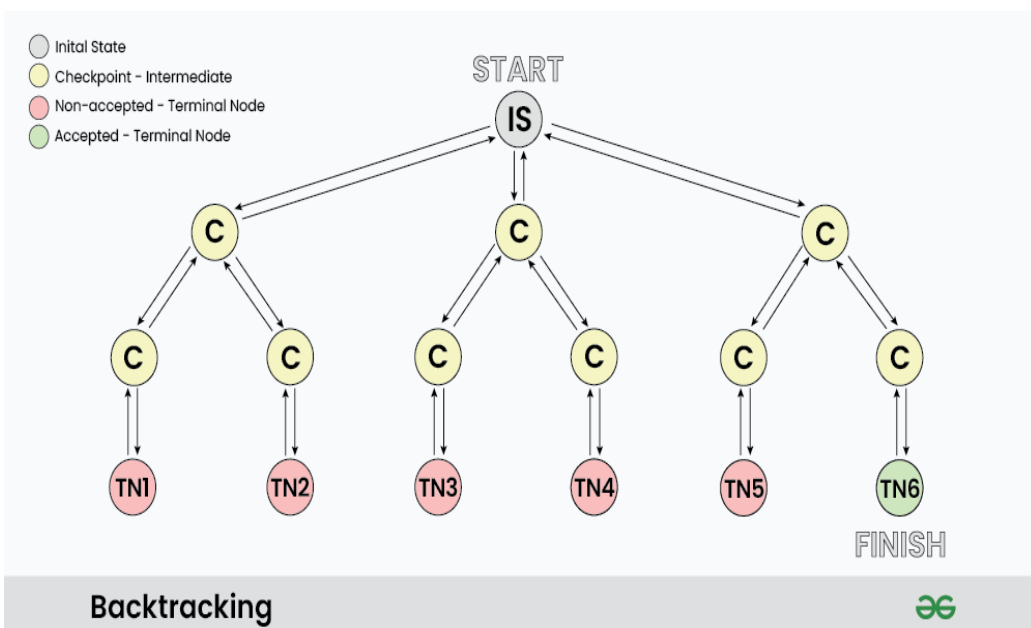 Inital State
Checkpoint - Intermediate
Non-accepted - Terminal Node
Accepted - Terminal Node
START
IS
C C C
C C C C C C
TN1 TN2 TN3 TN4 TN5 TN6
FINISH
Backtracking